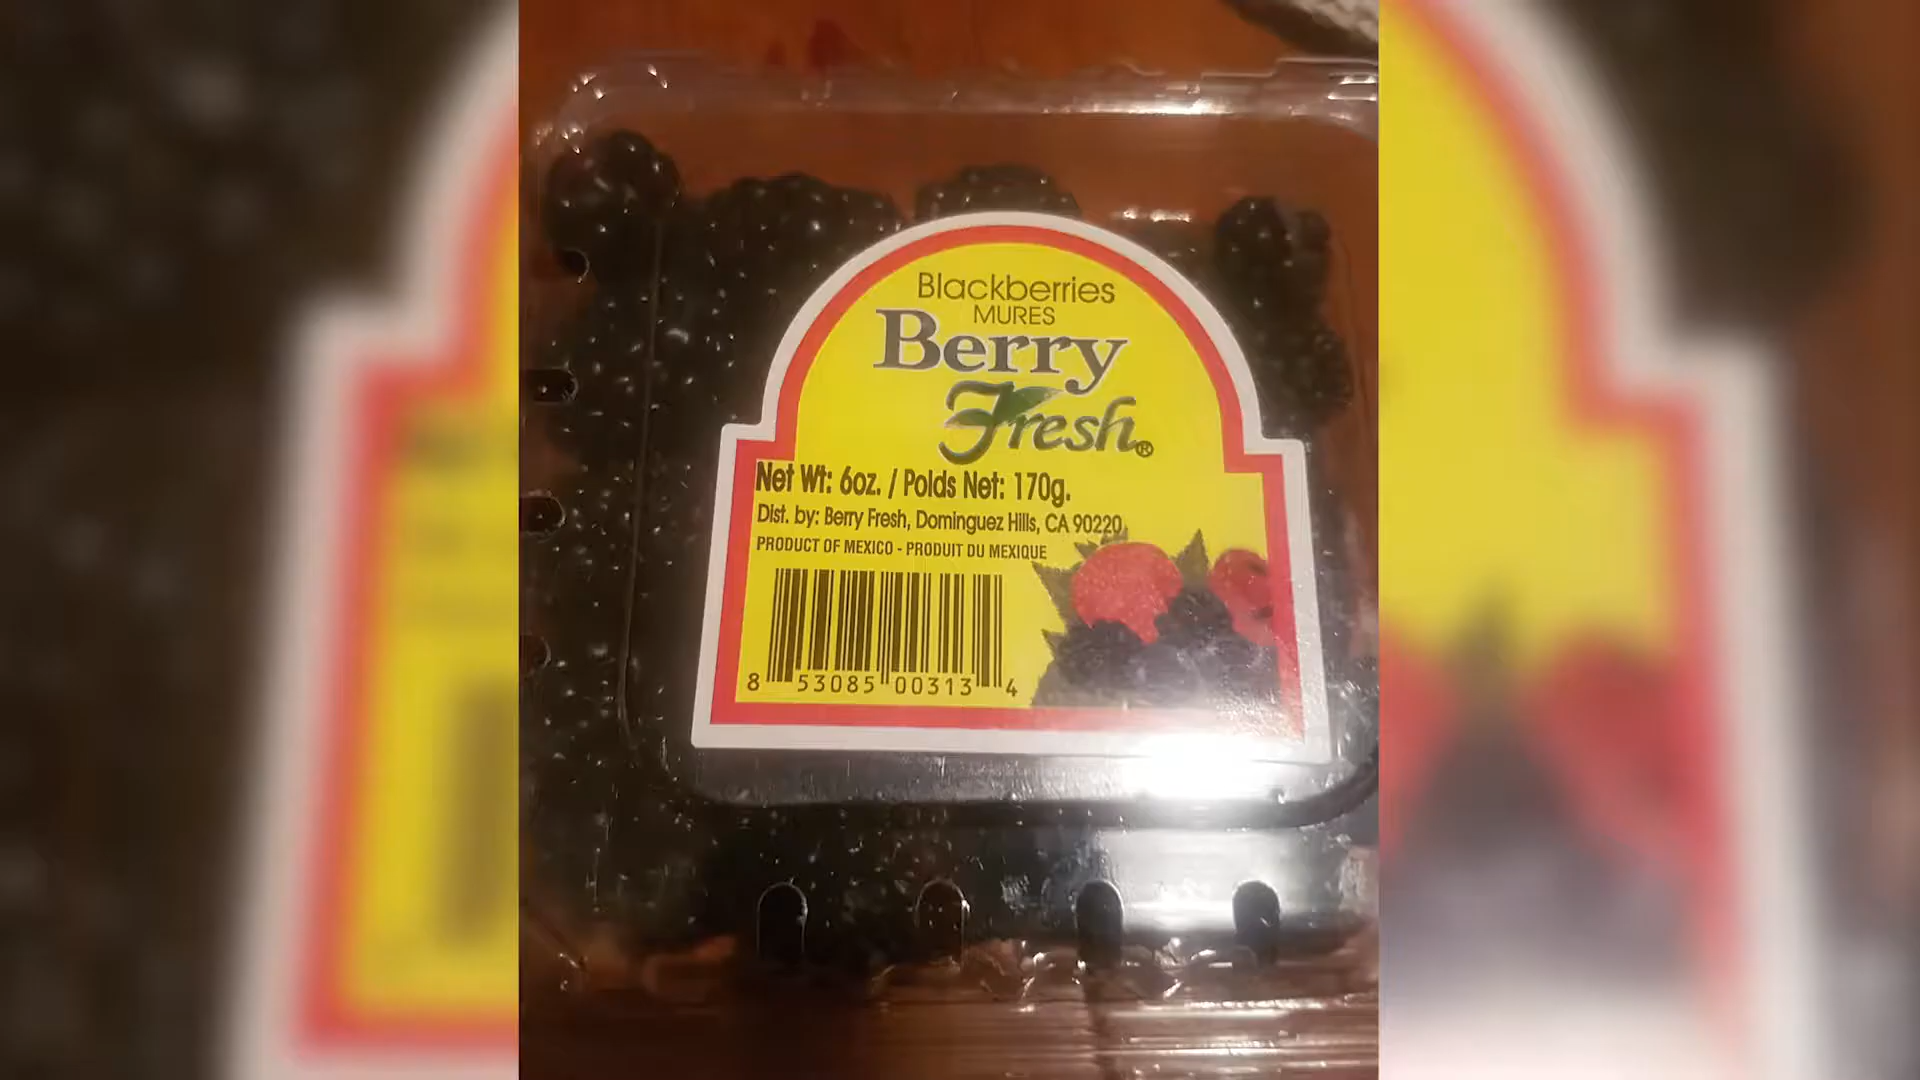 Blackberries
MURES
Berry
Fresh®
Net Wt: 6oz. / Polds Net: 170g.
Dist. by: Berry Fresh, Dominguez Hills, CA 90220
PRODUCT OF MEXICO - PRODUIT DU MEXIQUE
8 53085 00313 4